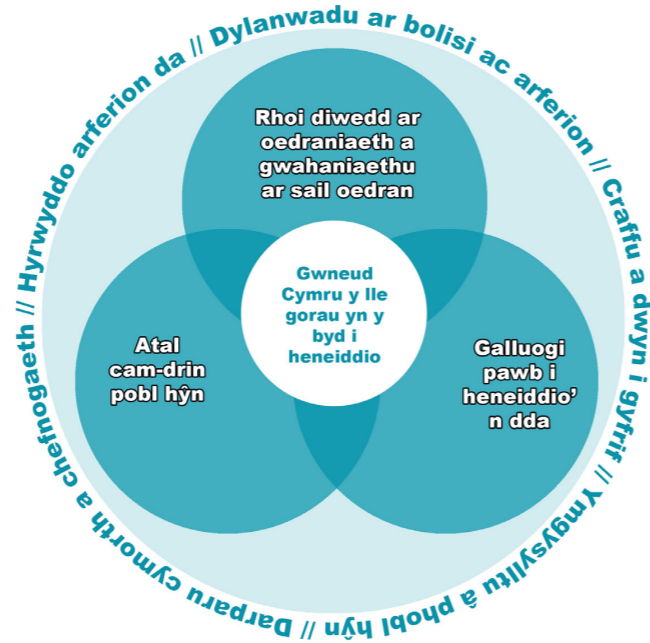 Hyrwyddo arferion da // Dylanwadu ar bolisi ac arferion // Craffu a dwyn i gyfrif // Ymgysylltu â phobl hŷn // Darparu cymorth a chefnogaeth //
Rhoi diwedd ar
oedraniaeth a
gwahaniaethu
ar sail oedran
Gwneud
Cymru y lle
gorau yn y
byd i
heneiddio
Atal
cam-drin
pobl hŷn
Galluogi
pawb i
heneiddio’
n dda